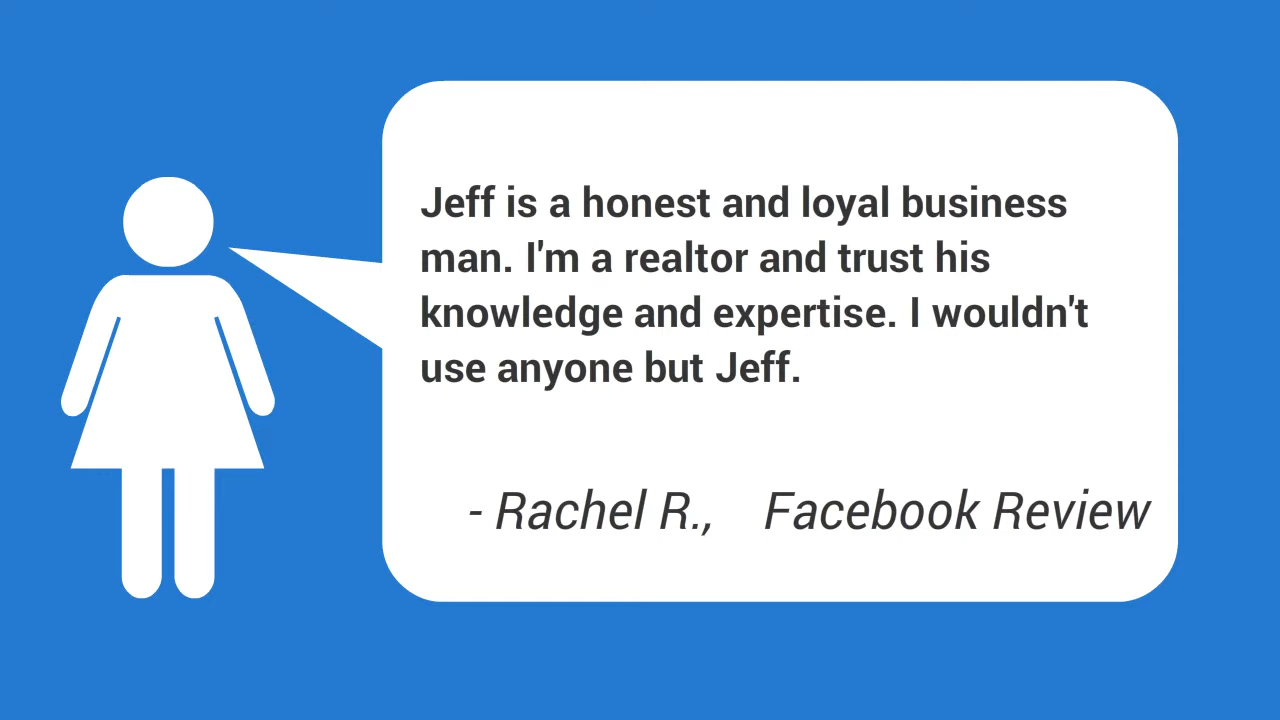 Jeff is a honest and loyal business
man. I'm a realtor and trust his
knowledge and expertise. I wouldn't
use anyone but Jeff.
- Rachel R., Facebook Review